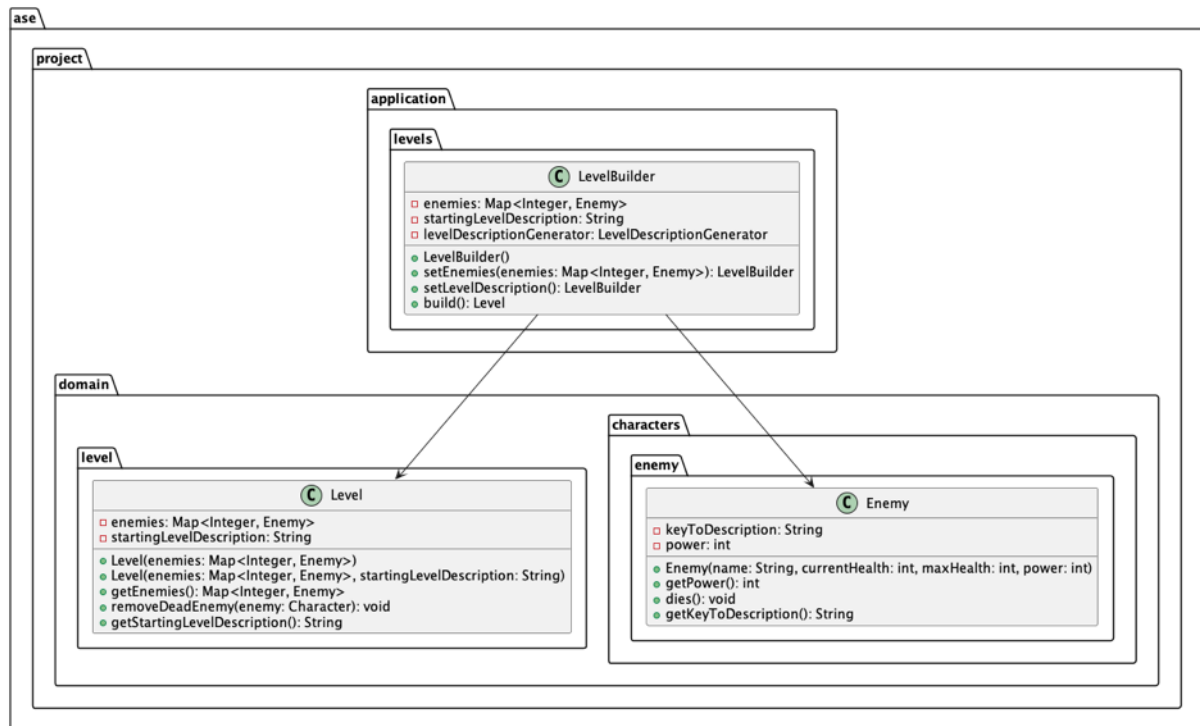 ase
project
application
levels
C LevelBuilder
enemies: Map<Integer, Enemy>
startingLevelDescription: String
levelDescriptionGenerator: LevelDescriptionGenerator
LevelBuilder()
setEnemies(enemies: Map<Integer, Enemy>): LevelBuilder
setLevelDescription(): LevelBuilder
build(): Level
domain
level
C Level
enemies: Map<Integer, Enemy>
startingLevelDescription: String
Level(enemies: Map<Integer, Enemy>)
Level(enemies: Map<Integer, Enemy>, startingLevelDescription: String)
getEnemies(): Map<Integer, Enemy>
removeDeadEnemy(enemy: Character): void
getStartingLevelDescription(): String
characters
enemy
C Enemy
keyToDescription: String
power: int
Enemy(name: String, currentHealth: int, maxHealth: int, power: int)
getPower(): int
dies(): void
getKeyToDescription(): String